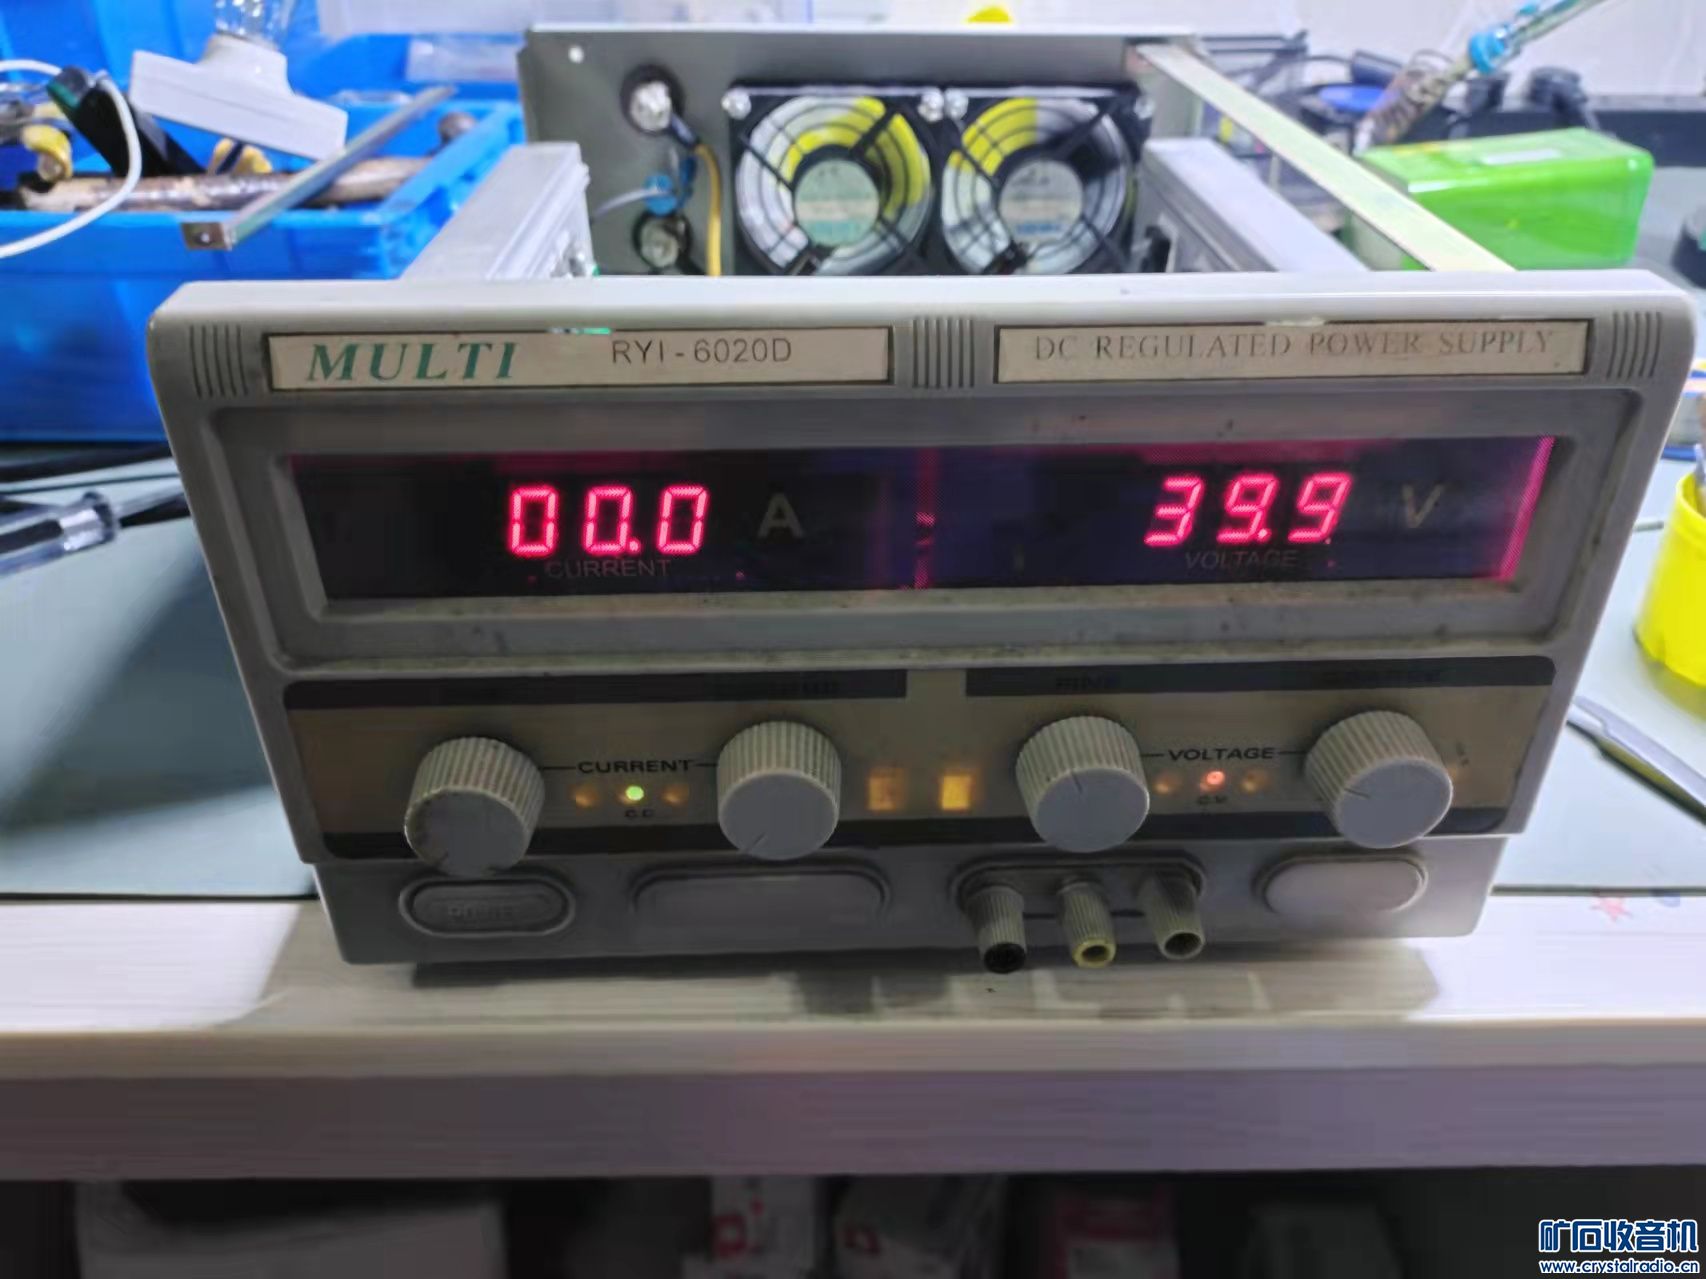 MULTI
RYI-6020D
DC REGULATED POWER SUPPLY
00.0 A
CURRENT
39.9 V
VOLTAGE
FINE
CURRENT
C.C
VOLTAGE
C.V
矿石收音机
www.crystalradio.cn